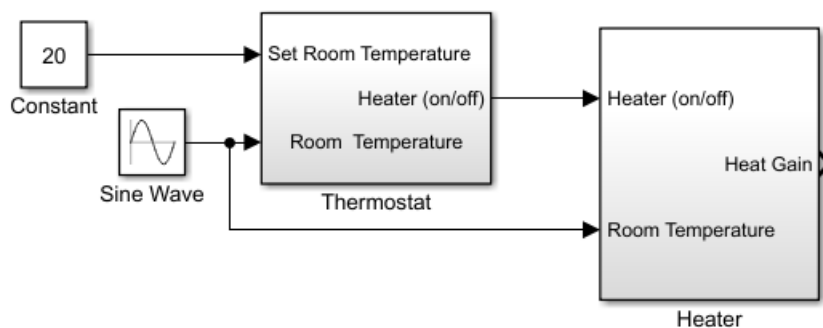 20
Constant
Sine Wave
Set Room Temperature
Heater (on/off)
Room  Temperature
Thermostat
Heater (on/off)
Heat Gain
Room Temperature
Heater